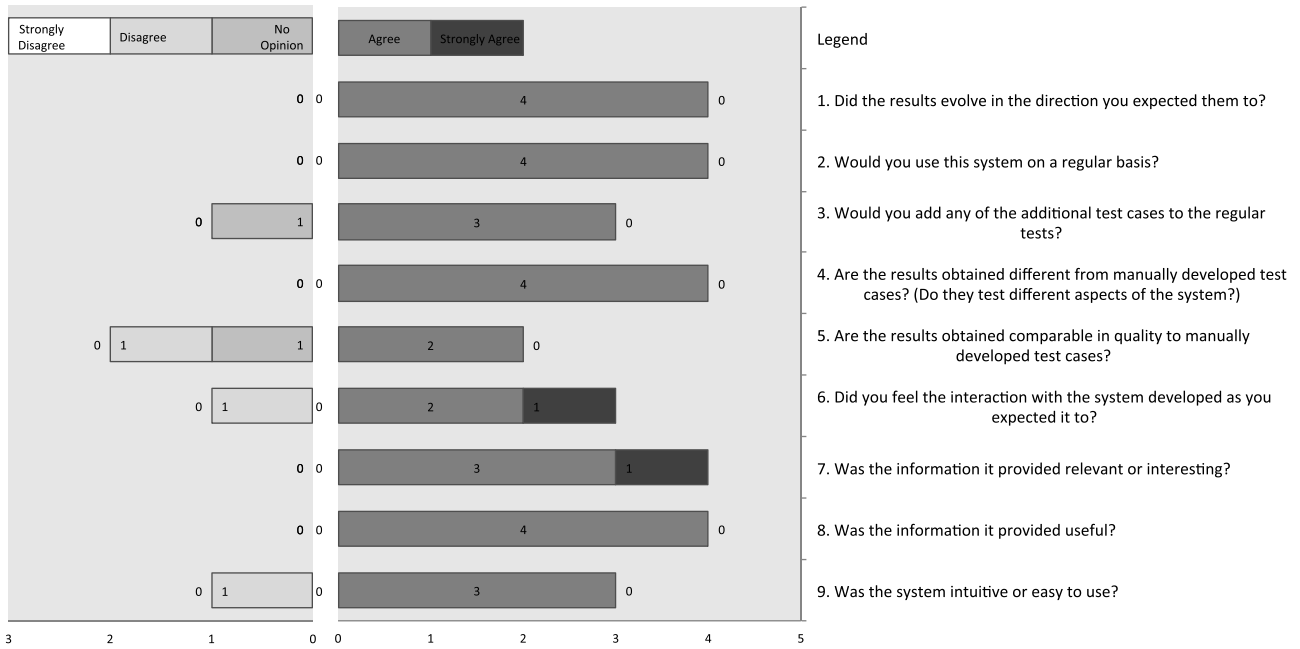 Strongly Disagree
Disagree
No Opinion
Agree
Strongly Agree
Legend
0 0 4 0
1. Did the results evolve in the direction you expected them to?
0 0 4 0
2. Would you use this system on a regular basis?
0 1 3 0
3. Would you add any of the additional test cases to the regular
tests?
0 0 4 0
4. Are the results obtained different from manually developed test
cases? (Do they test different aspects of the system?)
0 1 1 2 0
5. Are the results obtained comparable in quality to manually
developed test cases?
0 1 0 2 1
6. Did you feel the interaction with the system developed as you
expected it to?
0 0 3 1
7. Was the information it provided relevant or interesting?
0 0 4 0
8. Was the information it provided useful?
0 1 0 3 0
9. Was the system intuitive or easy to use?
3 2 1 0 0 1 2 3 4 5